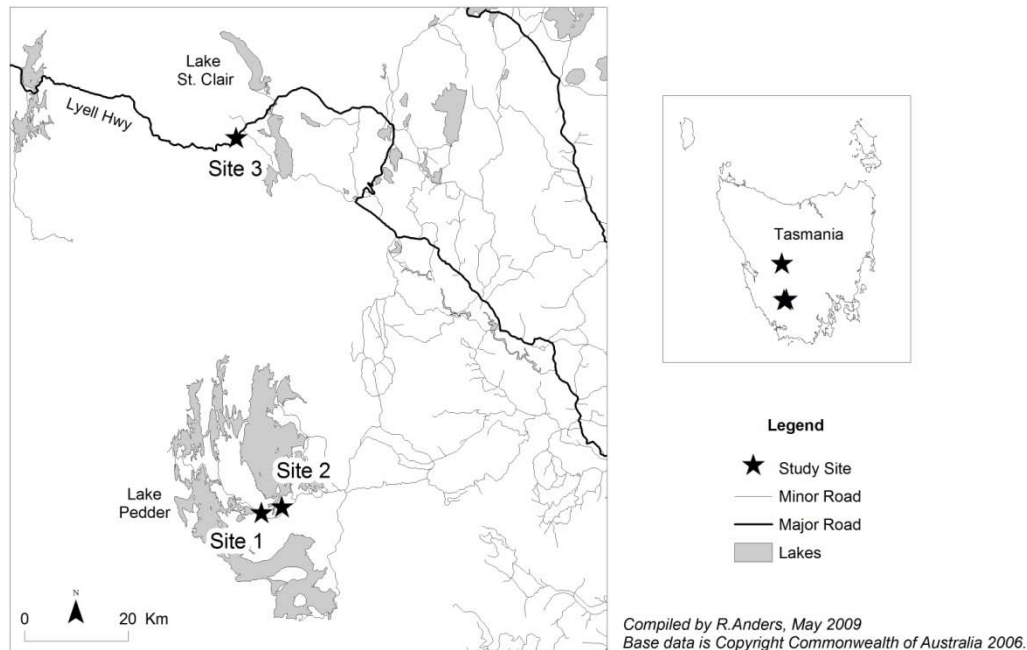 Lake
St. Clair
Lyell Hwy
Site 3
Site 2
Lake
Pedder
Site 1
N
0 20 Km
Tasmania
Legend
Study Site
Minor Road
Major Road
Lakes
Compiled by R.Anders, May 2009
Base data is Copyright Commonwealth of Australia 2006.